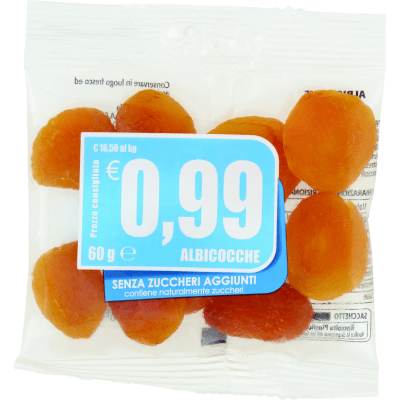 Conservare in luogo fresco ed
€ 16,50 al kg
Prezzo consigliato
€ 0,99
60 g e
ALBICOCCHE
SENZA ZUCCHERI AGGIUNTI
contiene naturalmente zuccheri
SACCHETTO
Raccolta